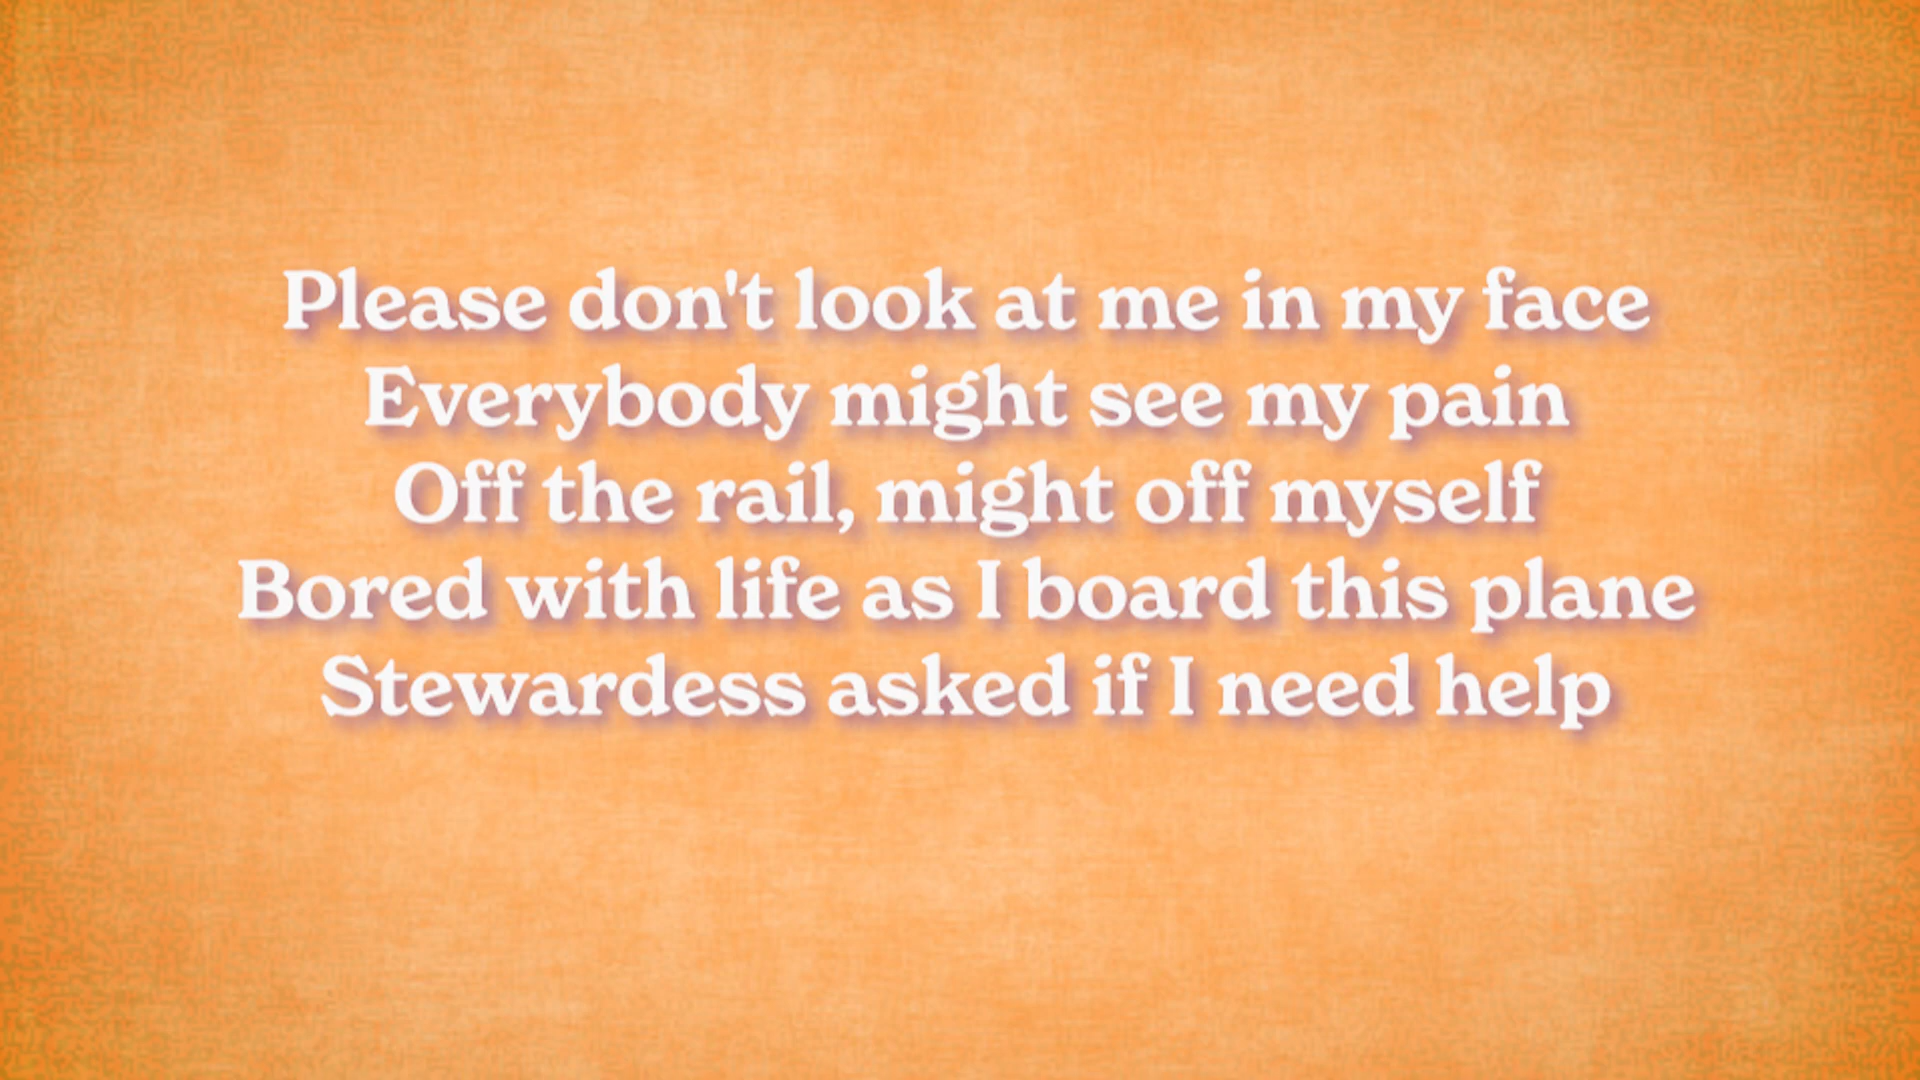 Please don't look at me in my face
Everybody might see my pain
Off the rail, might off myself
Bored with life as I board this plane
Stewardess asked if I need help